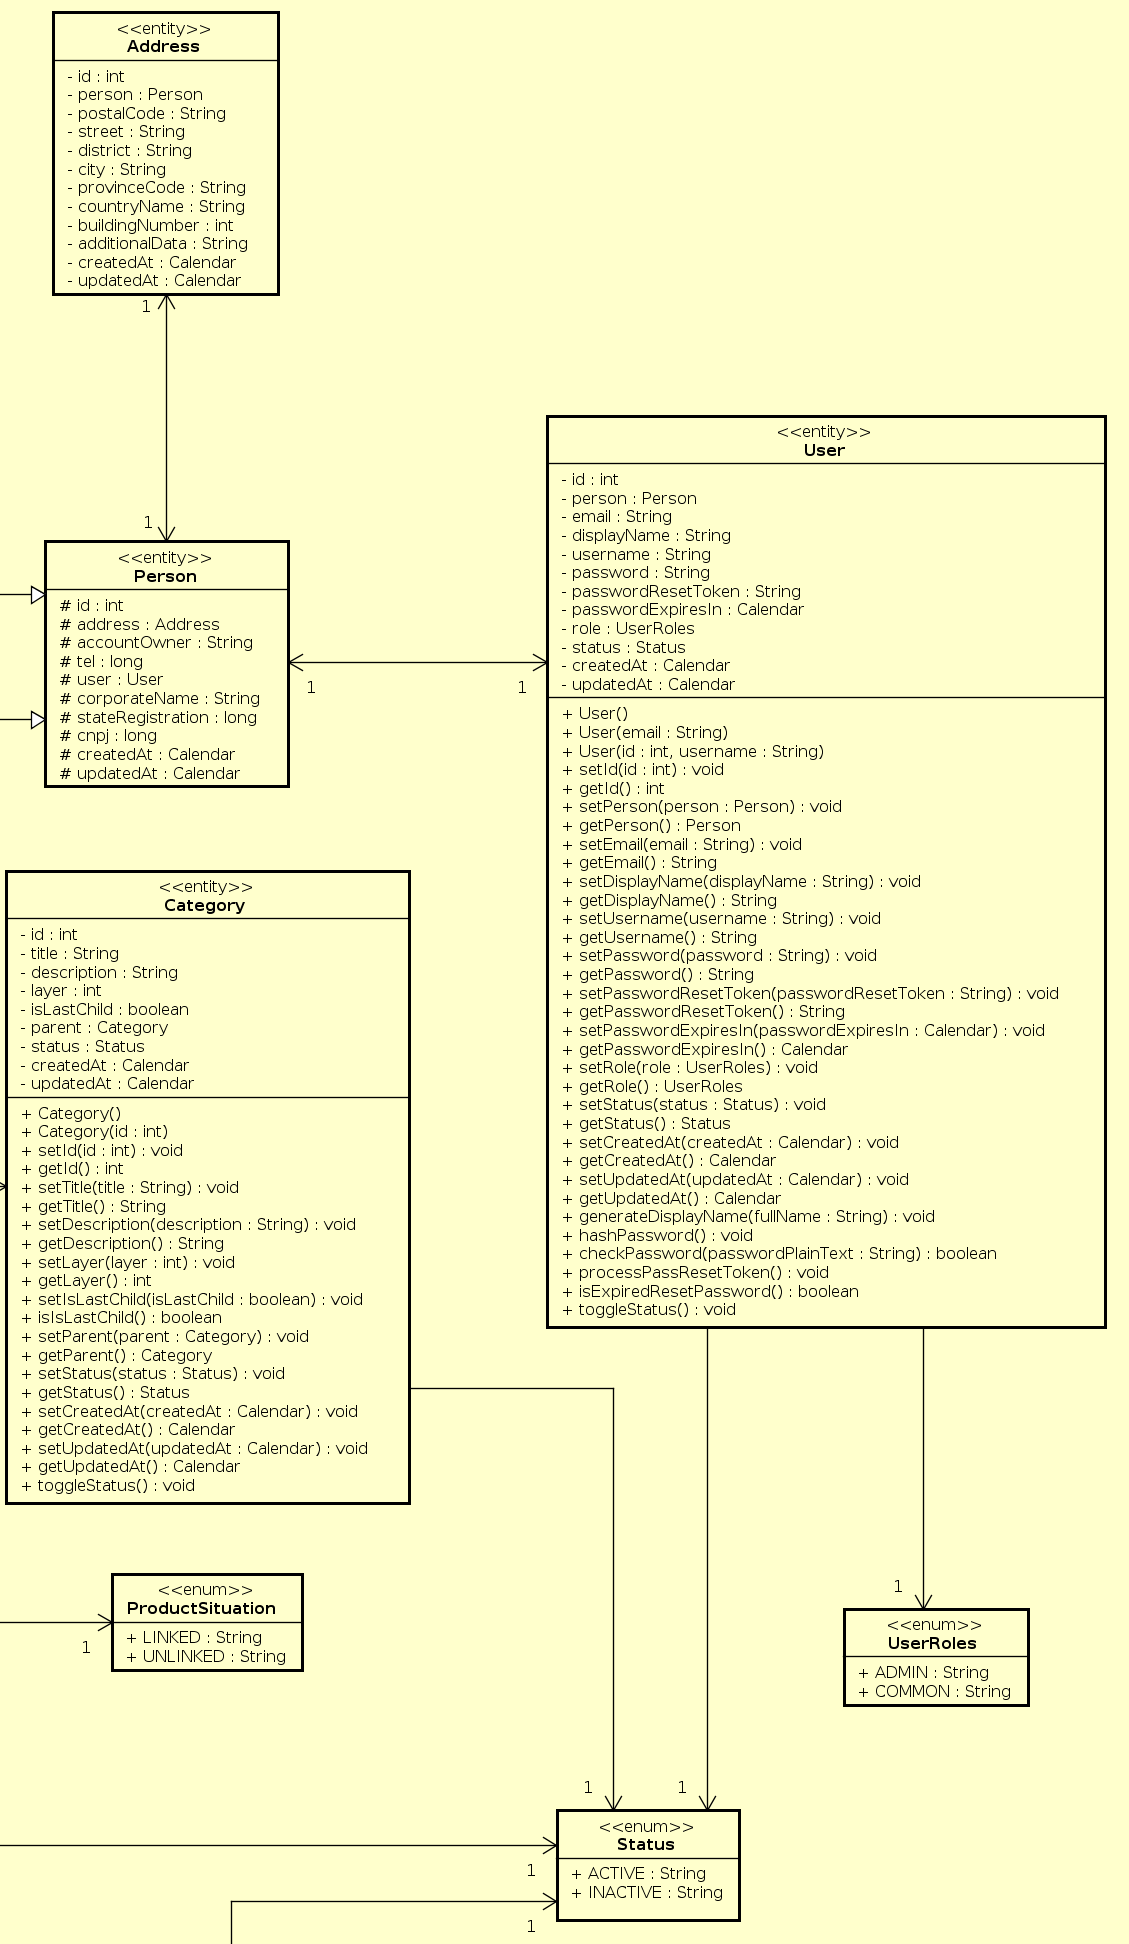 <<entity>>
Address
- id : int
- person : Person
- postalCode : String
- street : String
- district : String
- city : String
- provinceCode : String
- countryName : String
- buildingNumber : int
- additionalData : String
- createdAt : Calendar
- updatedAt : Calendar
1
1
<<entity>>
Person
# id : int
# address : Address
# accountOwner : String
# tel : long
# user : User
# corporateName : String
# stateRegistration : long
# cnpj : long
# createdAt : Calendar
# updatedAt : Calendar
1
1
<<entity>>
User
- id : int
- person : Person
- email : String
- displayName : String
- username : String
- password : String
- passwordResetToken : String
- passwordExpiresIn : Calendar
- role : UserRoles
- status : Status
- createdAt : Calendar
- updatedAt : Calendar
+ User()
+ User(email : String)
+ User(id : int, username : String)
+ setId(id : int) : void
+ getId() : int
+ setPerson(person : Person) : void
+ getPerson() : Person
+ setEmail(email : String) : void
+ getEmail() : String
+ setDisplayName(displayName : String) : void
+ getDisplayName() : String
+ setUsername(username : String) : void
+ getUsername() : String
+ setPassword(password : String) : void
+ getPassword() : String
+ setPasswordResetToken(passwordResetToken : String) : void
+ getPasswordResetToken() : String
+ setPasswordExpiresIn(passwordExpiresIn : Calendar) : void
+ getPasswordExpiresIn() : Calendar
+ setRole(role : UserRoles) : void
+ getRole() : UserRoles
+ setStatus(status : Status) : void
+ getStatus() : Status
+ setCreatedAt(createdAt : Calendar) : void
+ getCreatedAt() : Calendar
+ setUpdatedAt(updatedAt : Calendar) : void
+ getUpdatedAt() : Calendar
+ generateDisplayName(fullName : String) : void
+ hashPassword() : void
+ checkPassword(passwordPlainText : String) : boolean
+ processPassResetToken() : void
+ isExpiredResetPassword() : boolean
+ toggleStatus() : void
<<entity>>
Category
- id : int
- title : String
- description : String
- layer : int
- isLastChild : boolean
- parent : Category
- status : Status
- createdAt : Calendar
- updatedAt : Calendar
+ Category()
+ Category(id : int)
+ setId(id : int) : void
+ getId() : int
+ setTitle(title : String) : void
+ getTitle() : String
+ setDescription(description : String) : void
+ getDescription() : String
+ setLayer(layer : int) : void
+ getLayer() : int
+ setIsLastChild(isLastChild : boolean) : void
+ isIsLastChild() : boolean
+ setParent(parent : Category) : void
+ getParent() : Category
+ setStatus(status : Status) : void
+ getStatus() : Status
+ setCreatedAt(createdAt : Calendar) : void
+ getCreatedAt() : Calendar
+ setUpdatedAt(updatedAt : Calendar) : void
+ getUpdatedAt() : Calendar
+ toggleStatus() : void
<<enum>>
ProductSituation
+ LINKED : String
+ UNLINKED : String
1
1
<<enum>>
UserRoles
+ ADMIN : String
+ COMMON : String
1
1
<<enum>>
Status
+ ACTIVE : String
+ INACTIVE : String
1
1